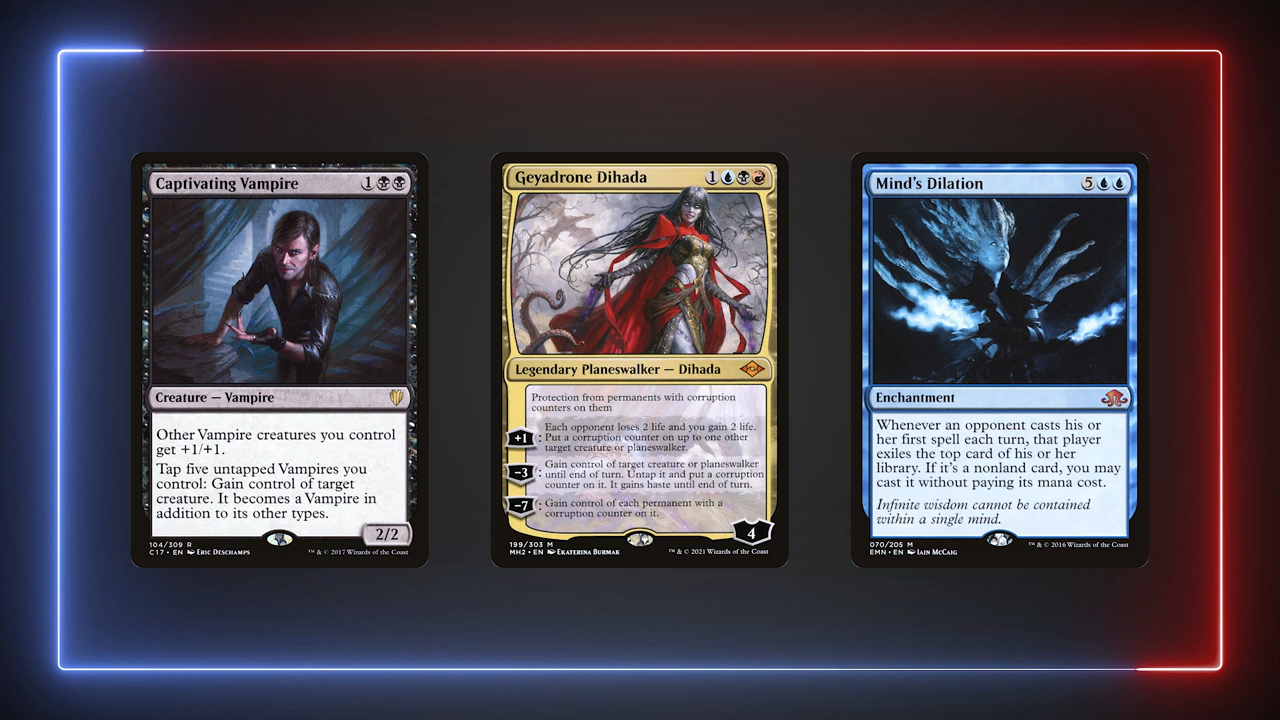 Captivating Vampire
1
Creature — Vampire
Other Vampire creatures you control
get +1/+1.
Tap five untapped Vampires you
control: Gain control of target
creature. It becomes a Vampire in
addition to its other types.
2/2
104/309 R
C17 • EN Eric Deschamps
™ & © 2017 Wizards of the Coast
Geyadrone Dihada
1
Legendary Planeswalker — Dihada
Protection from permanents with corruption
counters on them
+1 : Each opponent loses 2 life and you gain 2 life.
Put a corruption counter on up to one other
target creature or planeswalker.
−3 : Gain control of target creature or planeswalker
until end of turn. Untap it and put a corruption
counter on it. It gains haste until end of turn.
−7 : Gain control of each permanent with a
corruption counter on it.
4
199/303 M
MH2 • EN Ekaterina Burmak
™ & © 2021 Wizards of the Coast
Mind's Dilation
5
Enchantment
Whenever an opponent casts his or
her first spell each turn, that player
exiles the top card of his or her
library. If it's a nonland card, you may
cast it without paying its mana cost.
Infinite wisdom cannot be contained
within a single mind.
070/205 M
EMN • EN Iain McCaig
™ & © 2016 Wizards of the Coast